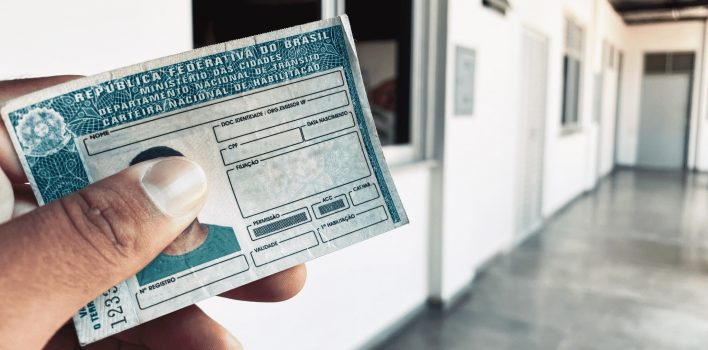 REPÚBLICA FEDERATIVA DO BRASIL
MINISTÉRIO DAS CIDADES
DEPARTAMENTO NACIONAL DE TRÂNSITO
CARTEIRA NACIONAL DE HABILITAÇÃO
NOME
DOC IDENTIDADE / ORG EMISSOR UF
CPF
DATA NASCIMENTO
FILIAÇÃO
PERMISSÃO
ACC
CAT HAB
Nº REGISTRO
VALIDADE
1ª HABILITAÇÃO